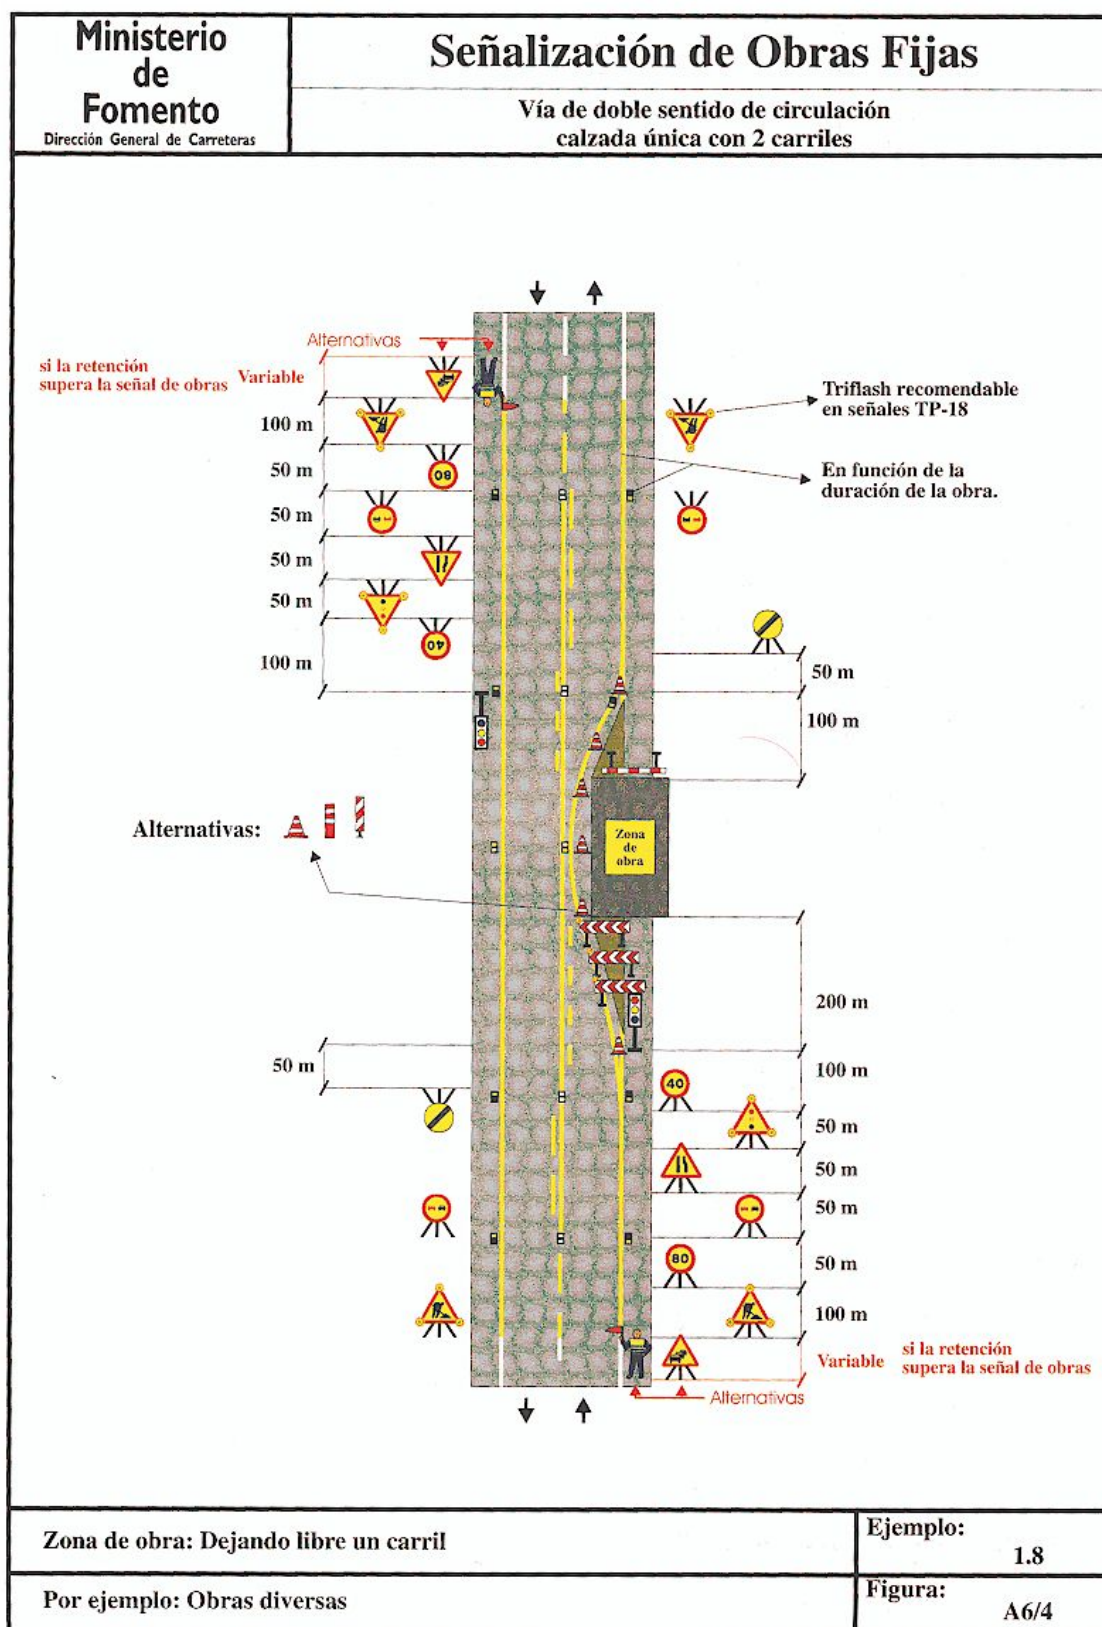 Ministerio
de
Fomento
Dirección General de Carreteras
Señalización de Obras Fijas
Vía de doble sentido de circulación
calzada única con 2 carriles
Alternativas
si la retención
supera la señal de obras
Variable
100 m
50 m
50 m
50 m
50 m
100 m
80
40
Triflash recomendable
en señales TP-18
En función de la
duración de la obra.
50 m
100 m
Alternativas:
Zona
de
obra
200 m
50 m
100 m
40
50 m
50 m
50 m
80
50 m
100 m
Variable
si la retención
supera la señal de obras
Alternativas
Zona de obra: Dejando libre un carril
Ejemplo:
1.8
Por ejemplo: Obras diversas
Figura:
A6/4